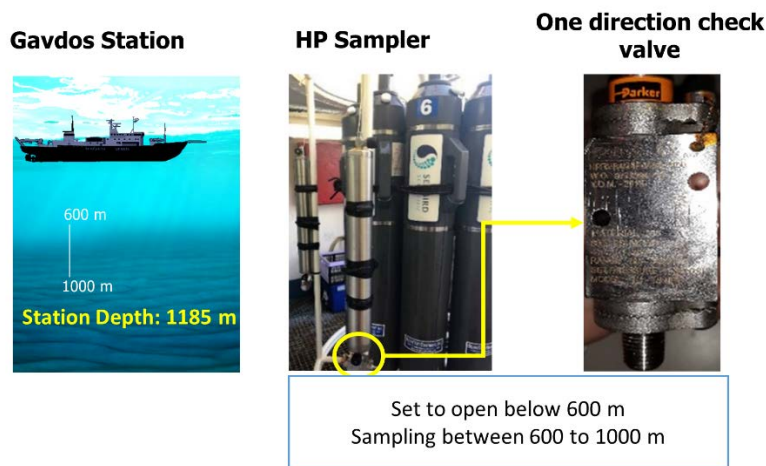 Gavdos Station
HP Sampler
One direction check
valve
600 m
1000 m
Station Depth: 1185 m
6
Parker
Set to open below 600 m
Sampling between 600 to 1000 m